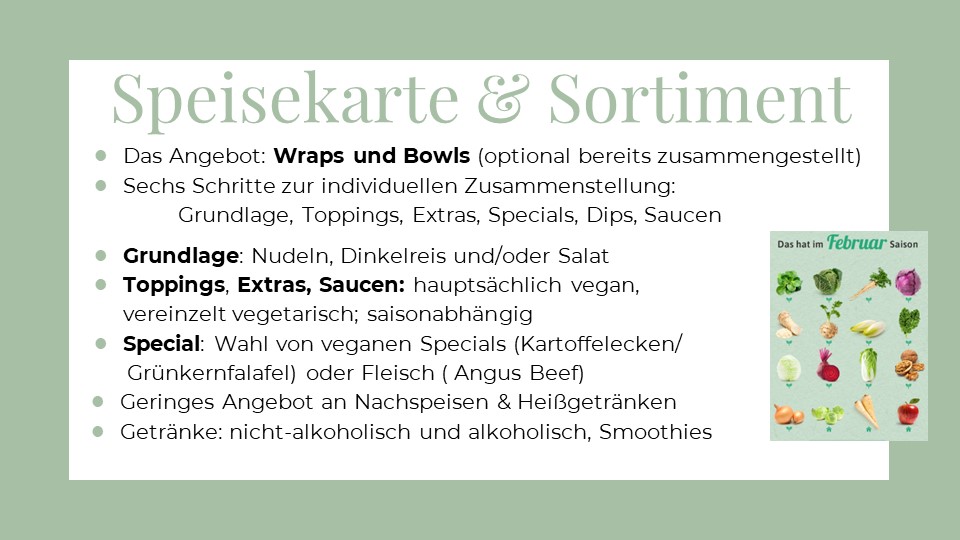 Speisekarte & Sortiment
Das Angebot: Wraps und Bowls (optional bereits zusammengestellt)
Sechs Schritte zur individuellen Zusammenstellung:
Grundlage, Toppings, Extras, Specials, Dips, Saucen
Grundlage: Nudeln, Dinkelreis und/oder Salat
Toppings, Extras, Saucen: hauptsächlich vegan,
vereinzelt vegetarisch; saisonabhängig
Special: Wahl von veganen Specials (Kartoffelecken/
Grünkernfalafel) oder Fleisch ( Angus Beef)
Geringes Angebot an Nachspeisen & Heißgetränken
Getränke: nicht-alkoholisch und alkoholisch, Smoothies
Das hat im Februar Saison